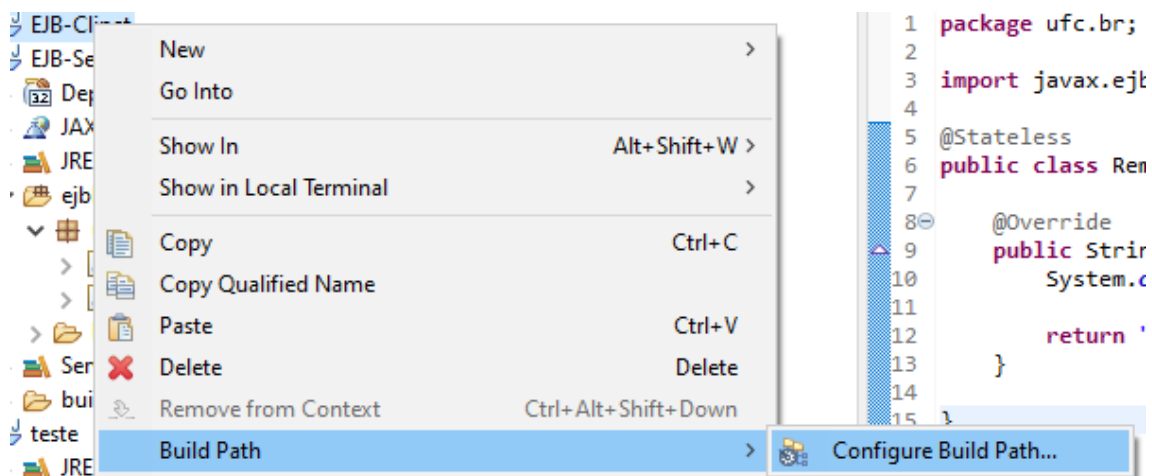 EJB-Client
EJB-Se
Dep
JAX
JRE
ejb
Ser
bui
teste
JRE
New
Go Into
Show In Alt+Shift+W
Show in Local Terminal
Copy Ctrl+C
Copy Qualified Name
Paste Ctrl+V
Delete Delete
Remove from Context Ctrl+Alt+Shift+Down
Build Path
Configure Build Path...
1 package ufc.br;
2
3 import javax.ejb
4
5 @Stateless
6 public class Rem
7
8 @Override
9 public Strin
10 System.o
11
12 return "
13 }
14
15 }